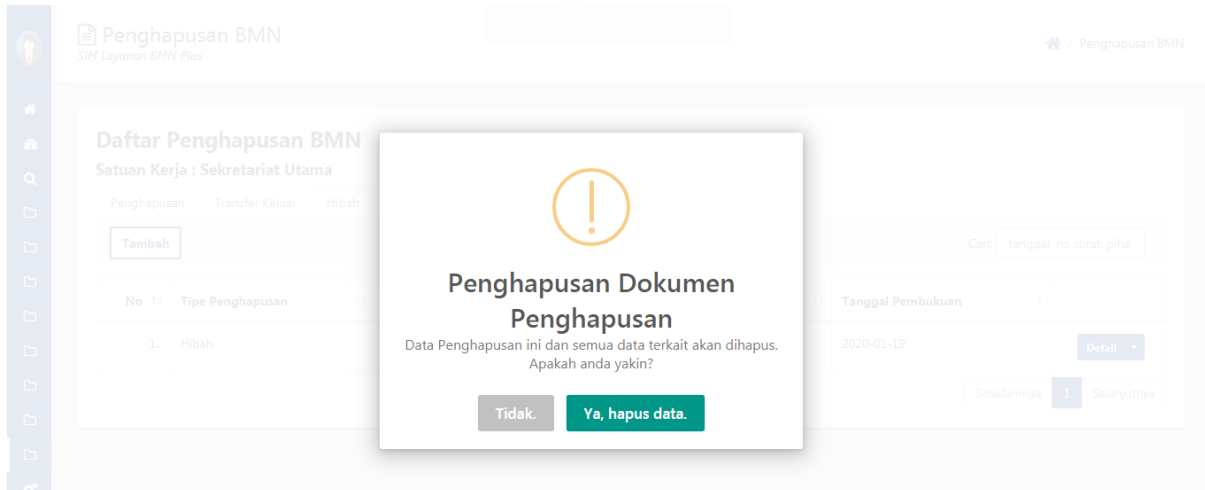 Penghapusan BMN
SIM Layanan BMN Plus
/ Penghapusan BMN
Daftar Penghapusan BMN
Satuan Kerja : Sekretariat Utama
Penghapusan Transfer Keluar Hibah
Tambah
Cari: tanggal, no surat, piha
No Tipe Penghapusan Tanggal Pembukuan
1. Hibah 2020-01-19 Detail
Sebelumnya 1 Selanjutnya
Penghapusan Dokumen
Penghapusan
Data Penghapusan ini dan semua data terkait akan dihapus.
Apakah anda yakin?
Tidak. Ya, hapus data.